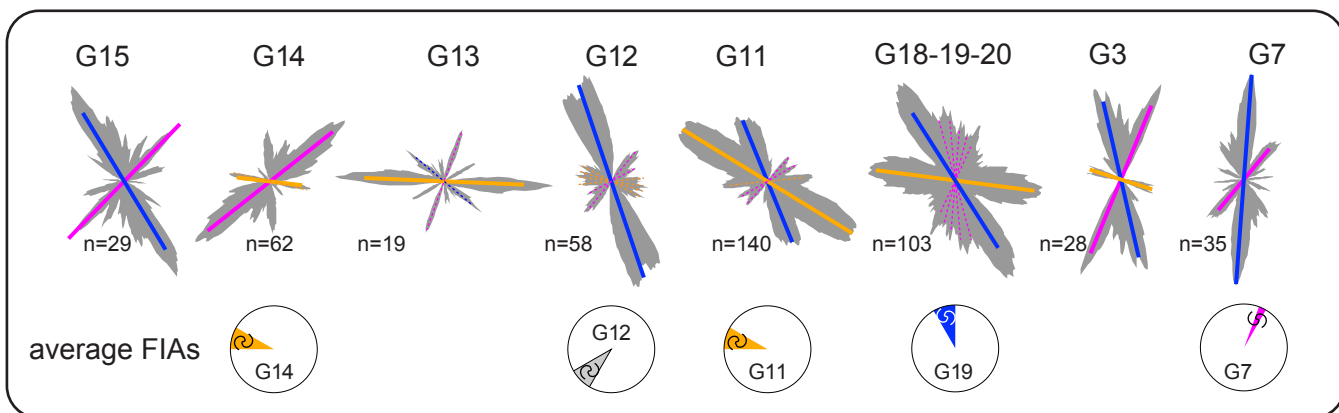 G15 G14 G13 G12 G11 G18-19-20 G3 G7
n=29 n=62 n=19 n=58 n=140 n=103 n=28 n=35
average FIAs
G14 G12 G11 G19 G7